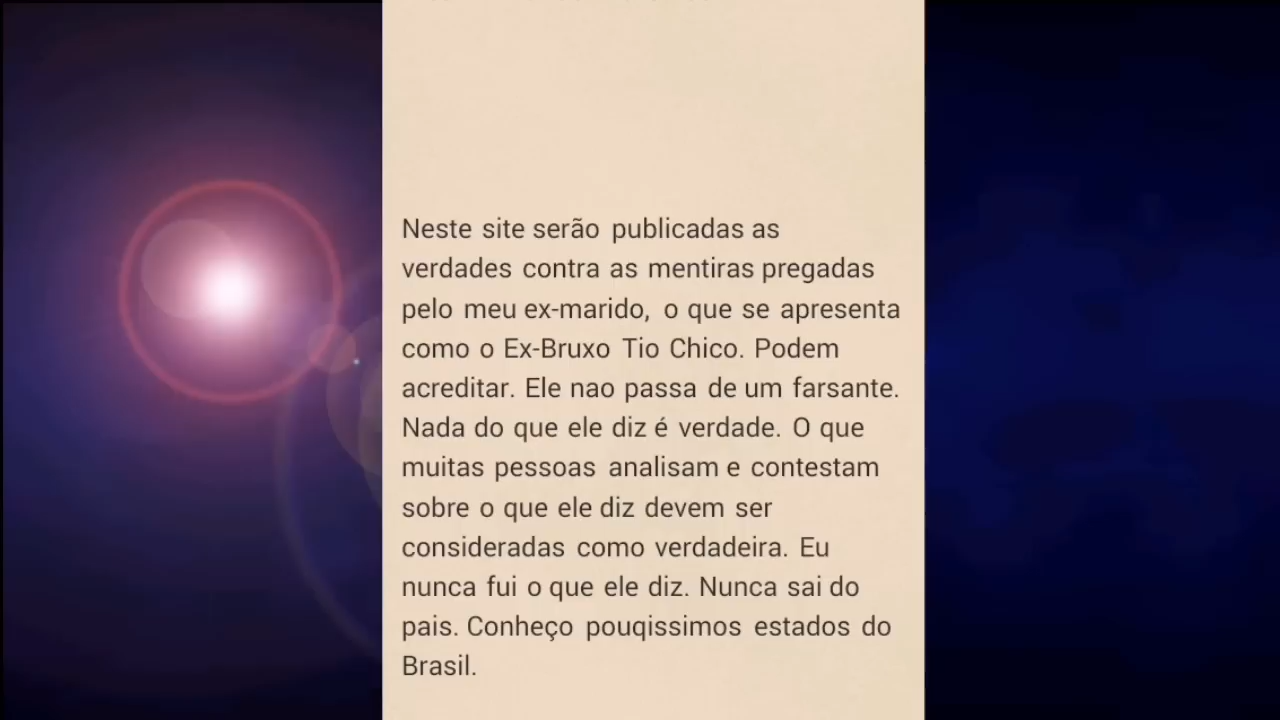 Neste site serão publicadas as
verdades contra as mentiras pregadas
pelo meu ex-marido, o que se apresenta
como o Ex-Bruxo Tio Chico. Podem
acreditar. Ele nao passa de um farsante.
Nada do que ele diz é verdade. O que
muitas pessoas analisam e contestam
sobre o que ele diz devem ser
consideradas como verdadeira. Eu
nunca fui o que ele diz. Nunca sai do
pais. Conheço pouqissimos estados do
Brasil.